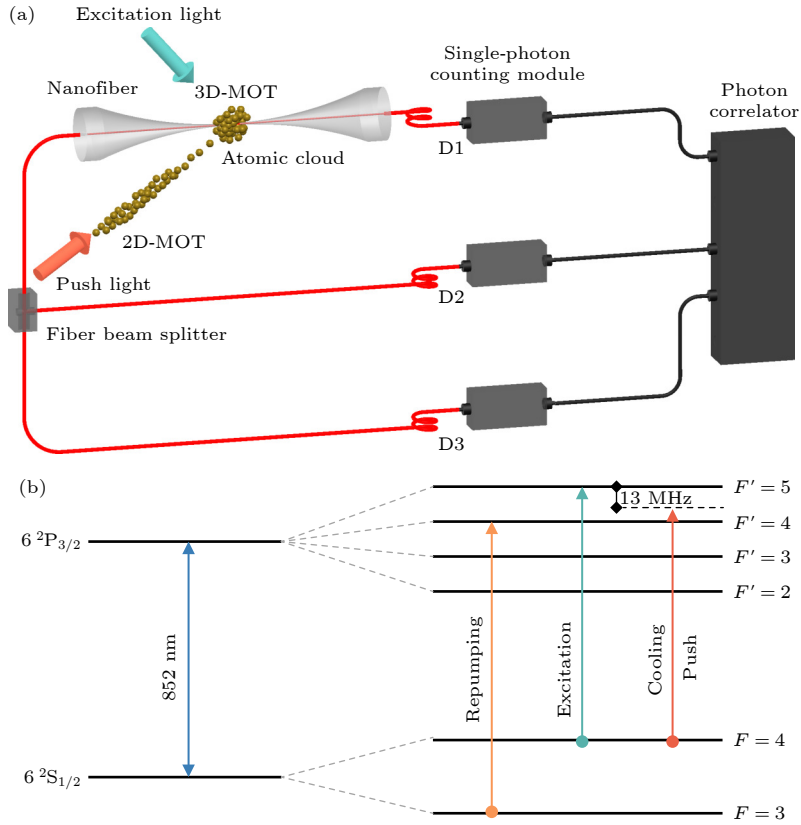 (a)
Excitation light
Single-photon
counting module
Photon
correlator
Nanofiber
3D-MOT
Atomic cloud
D1
2D-MOT
Push light
D2
Fiber beam splitter
D3
(b)
F′ = 5
13 MHz
6 ²P₃/₂
F′ = 4
F′ = 3
F′ = 2
852 nm
Repumping
Excitation
Cooling
Push
F = 4
6 ²S₁/₂
F = 3